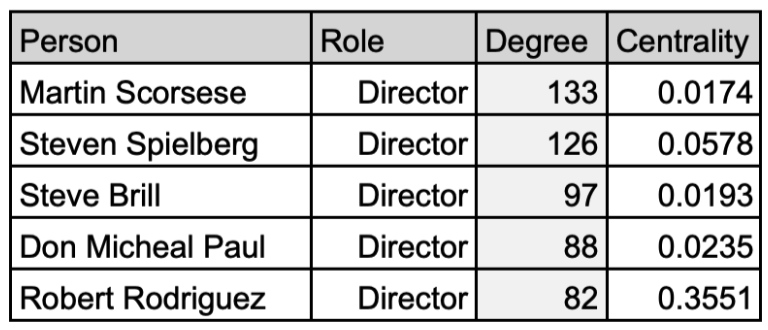 Person Role Degree Centrality
Martin Scorsese Director 133 0.0174
Steven Spielberg Director 126 0.0578
Steve Brill Director 97 0.0193
Don Micheal Paul Director 88 0.0235
Robert Rodriguez Director 82 0.3551